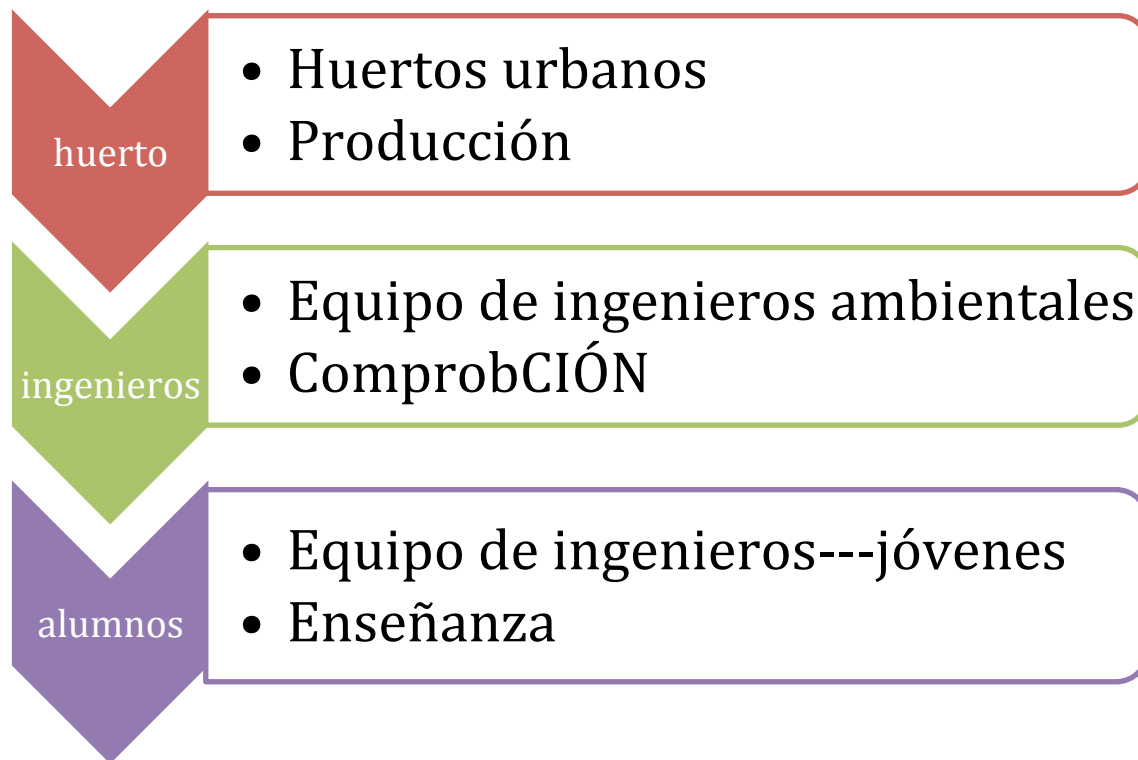 huerto
• Huertos urbanos
• Producción
ingenieros
• Equipo de ingenieros ambientales
• ComprobCIÓN
alumnos
• Equipo de ingenieros---jóvenes
• Enseñanza